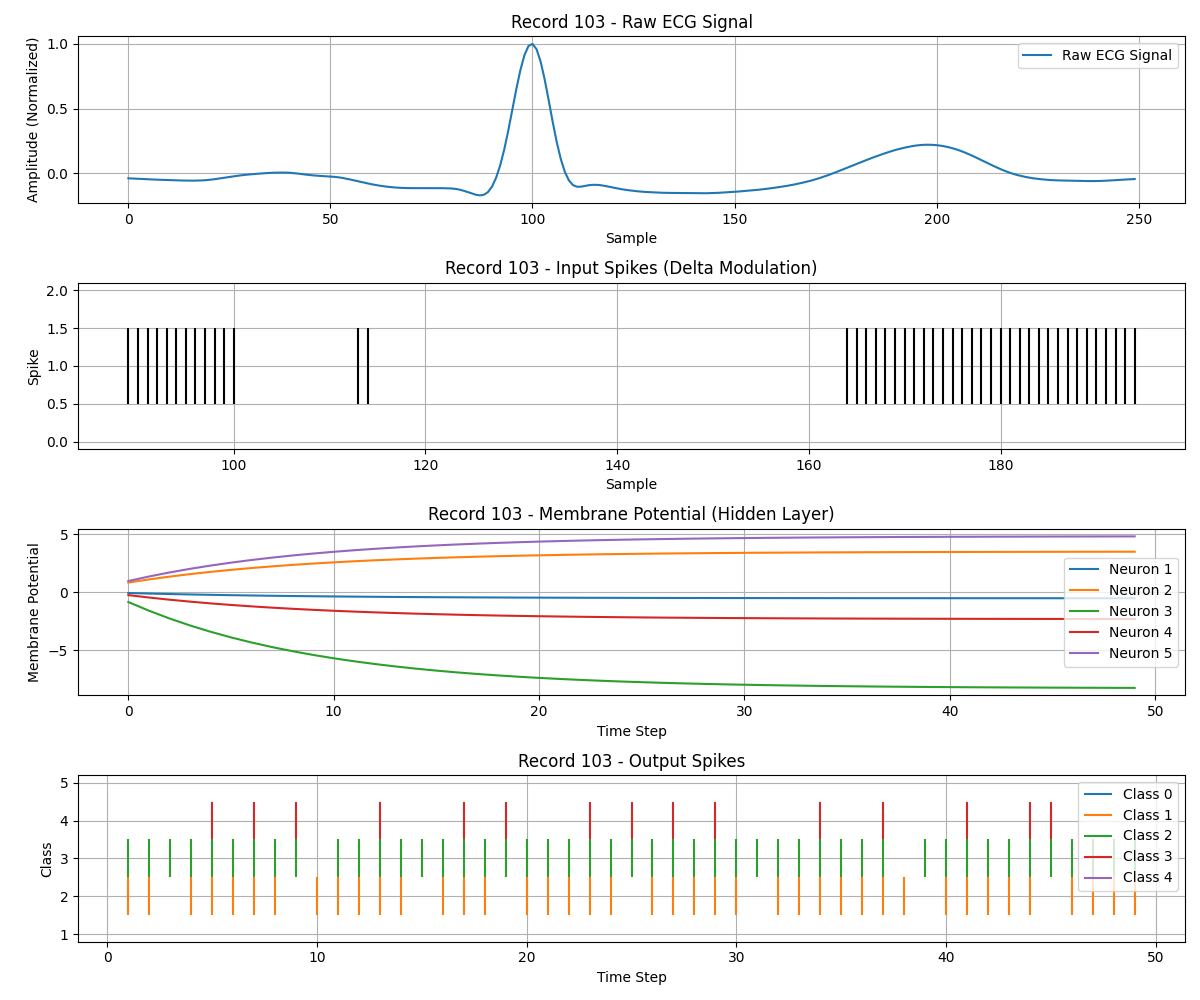 Record 103 - Raw ECG Signal
Amplitude (Normalized)
1.0
0.5
0.0
Raw ECG Signal
0 50 100 150 200 250
Sample
Record 103 - Input Spikes (Delta Modulation)
Spike
2.0
1.5
1.0
0.5
0.0
100 120 140 160 180
Sample
Record 103 - Membrane Potential (Hidden Layer)
Membrane Potential
5
0
−5
Neuron 1
Neuron 2
Neuron 3
Neuron 4
Neuron 5
0 10 20 30 40 50
Time Step
Record 103 - Output Spikes
Class
5
4
3
2
1
Class 0
Class 1
Class 2
Class 3
Class 4
0 10 20 30 40 50
Time Step